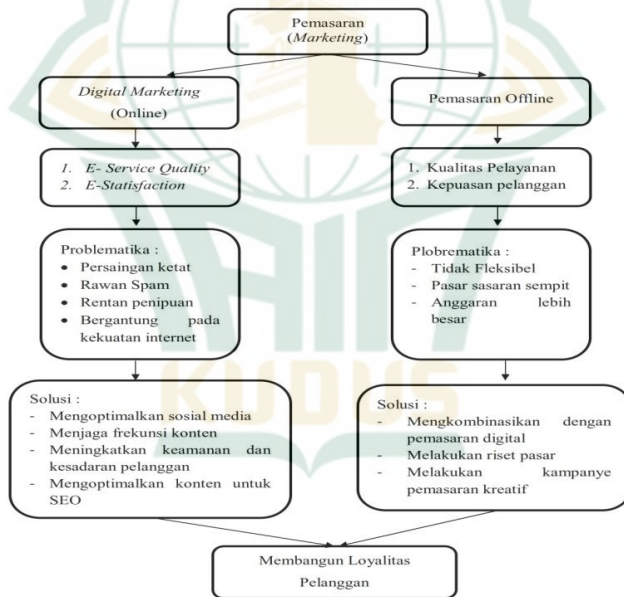 Pemasaran
(Marketing)
Digital Marketing
(Online)
Pemasaran Offline
1. E- Service Quality
2. E-Statisfaction
1. Kualitas Pelayanan
2. Kepuasan pelanggan
Problematika :
• Persaingan ketat
• Rawan Spam
• Rentan penipuan
• Bergantung pada
kekuatan internet
Plobrematika :
- Tidak Fleksibel
- Pasar sasaran sempit
- Anggaran lebih
besar
Solusi :
- Mengoptimalkan sosial media
- Menjaga frekunsi konten
- Meningkatkan keamanan dan
kesadaran pelanggan
- Mengoptimalkan konten untuk
SEO
Solusi :
- Mengkombinasikan dengan
pemasaran digital
- Melakukan riset pasar
- Melakukan kampanye
pemasaran kreatif
Membangun Loyalitas
Pelanggan
KUDUS